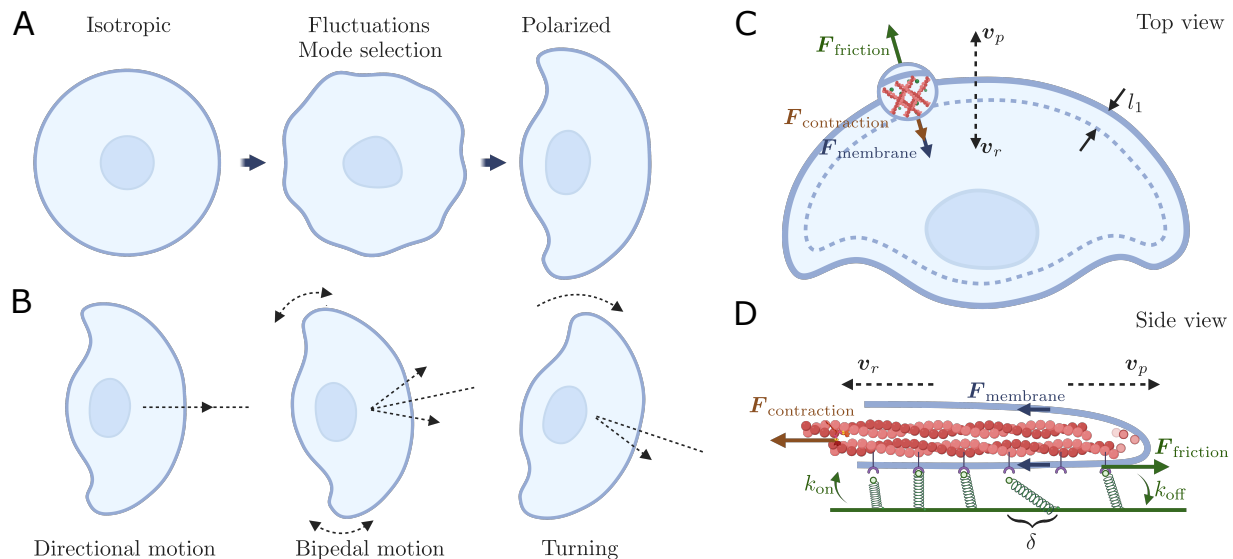 A
Isotropic
Fluctuations
Mode selection
Polarized
B
Directional motion
Bipedal motion
Turning
C
Top view
F_friction
v_p
l_1
F_contraction
F_membrane
v_r
D
Side view
v_r
v_p
F_membrane
F_contraction
F_friction
k_on
k_off
δ